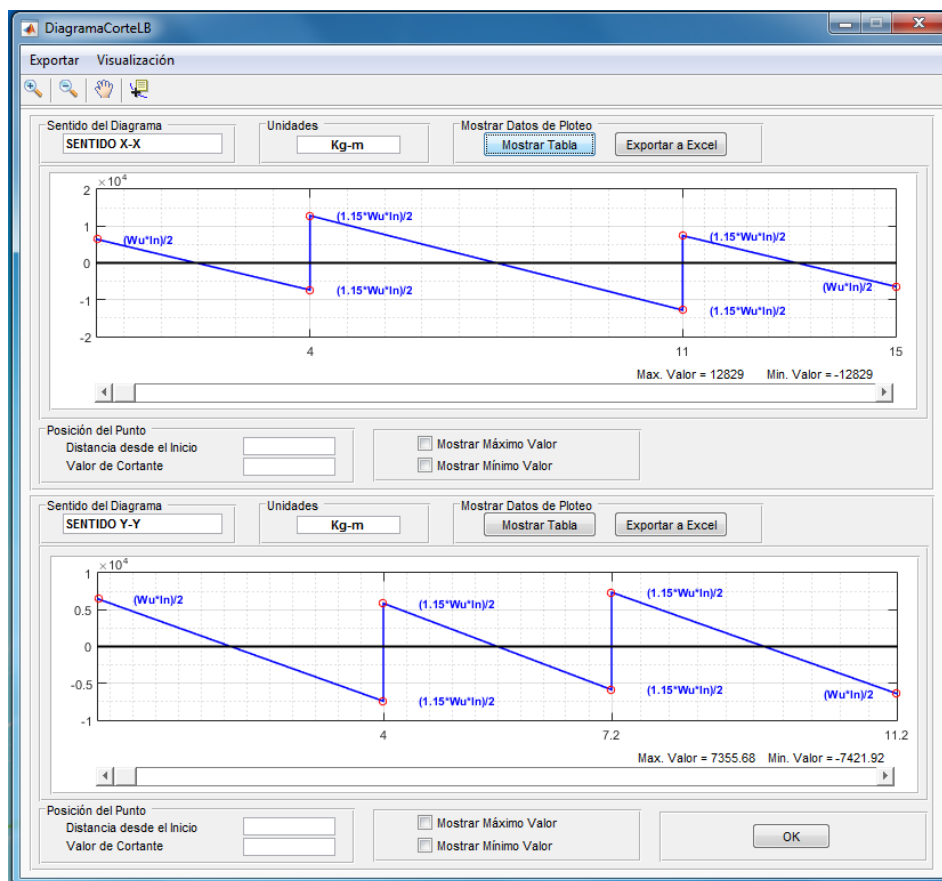 DiagramaCorteLB
Exportar Visualización
Sentido del Diagrama Unidades Mostrar Datos de Ploteo
SENTIDO X-X Kg-m Mostrar Tabla Exportar a Excel
×10^4
2
1
0
-1
-2
(Wu*ln)/2
(1.15*Wu*ln)/2
(1.15*Wu*ln)/2
(1.15*Wu*ln)/2
(1.15*Wu*ln)/2
(Wu*ln)/2
4 11 15
Max. Valor = 12829 Min. Valor = -12829
Posición del Punto
Distancia desde el Inicio
Valor de Cortante
Mostrar Máximo Valor
Mostrar Mínimo Valor
Sentido del Diagrama Unidades Mostrar Datos de Ploteo
SENTIDO Y-Y Kg-m Mostrar Tabla Exportar a Excel
×10^4
1
0.5
0
-0.5
-1
(Wu*ln)/2
(1.15*Wu*ln)/2
(1.15*Wu*ln)/2
(1.15*Wu*ln)/2
(1.15*Wu*ln)/2
(Wu*ln)/2
4 7.2 11.2
Max. Valor = 7355.68 Min. Valor = -7421.92
Posición del Punto
Distancia desde el Inicio
Valor de Cortante
Mostrar Máximo Valor
Mostrar Mínimo Valor
OK